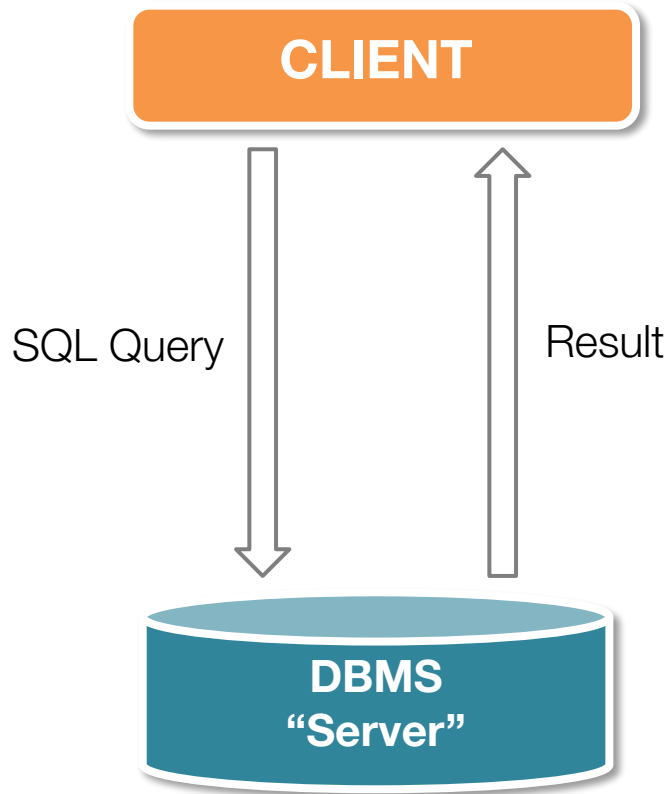 CLIENT
SQL Query
Result
DBMS
“Server”